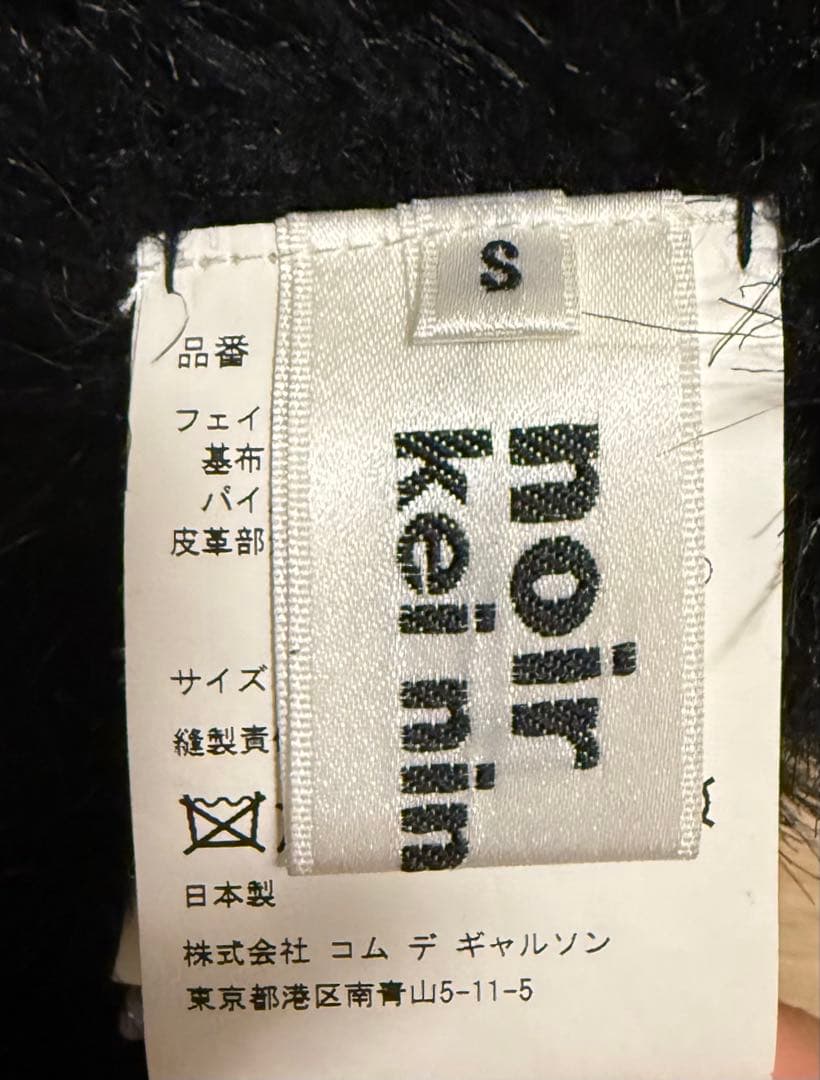 S
noir
kei nin
品番
フェイ
基布
パイ
皮革部
サイズ
縫製責
日本製
株式会社 コム デ ギャルソン
東京都港区南青山5-11-5